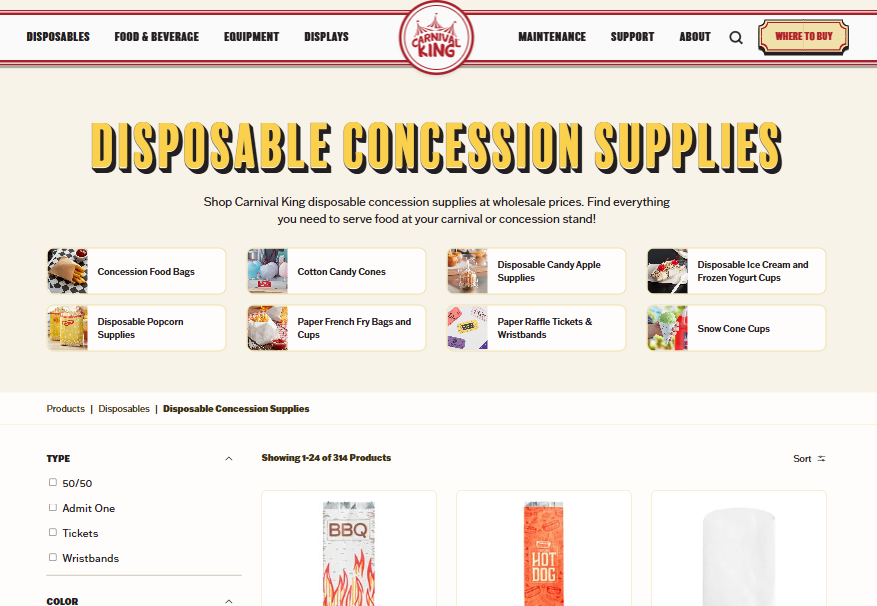 DISPOSABLES
FOOD & BEVERAGE
EQUIPMENT
DISPLAYS
CARNIVAL
KING
MAINTENANCE
SUPPORT
ABOUT
WHERE TO BUY
DISPOSABLE CONCESSION SUPPLIES
Shop Carnival King disposable concession supplies at wholesale prices. Find everything
you need to serve food at your carnival or concession stand!
Concession Food Bags
Cotton Candy Cones
Disposable Candy Apple
Supplies
Disposable Ice Cream and
Frozen Yogurt Cups
Disposable Popcorn
Supplies
Paper French Fry Bags and
Cups
Paper Raffle Tickets &
Wristbands
Snow Cone Cups
Products | Disposables | Disposable Concession Supplies
TYPE
50/50
Admit One
Tickets
Wristbands
COLOR
Showing 1-24 of 314 Products
Sort
BBQ
HOT
DOG